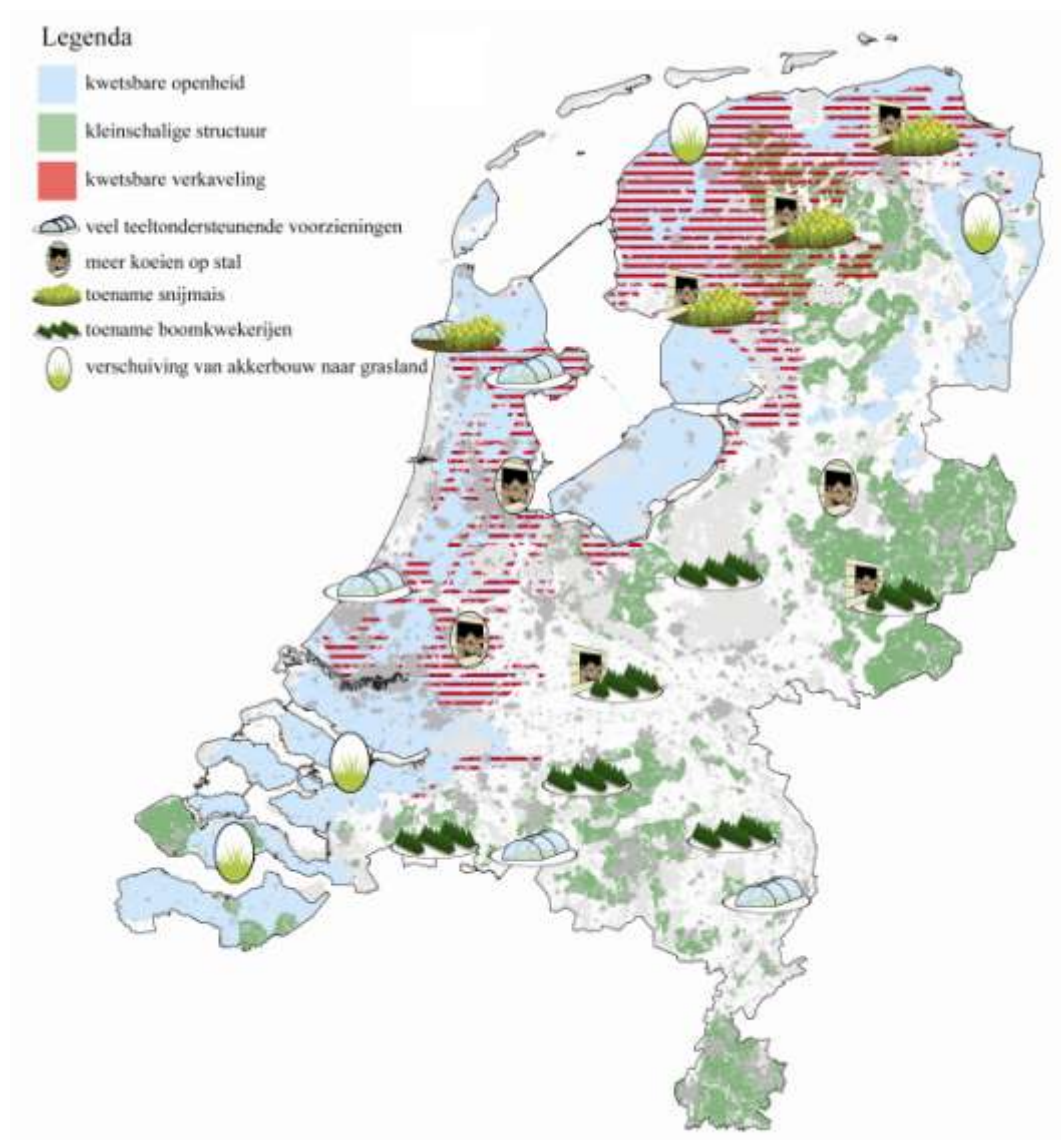 Legenda
kwetsbare openheid
kleinschalige structuur
kwetsbare verkaveling
veel teeltondersteunende voorzieningen
meer koeien op stal
toename snijmais
toename boomkwekerijen
verschuiving van akkerbouw naar grasland